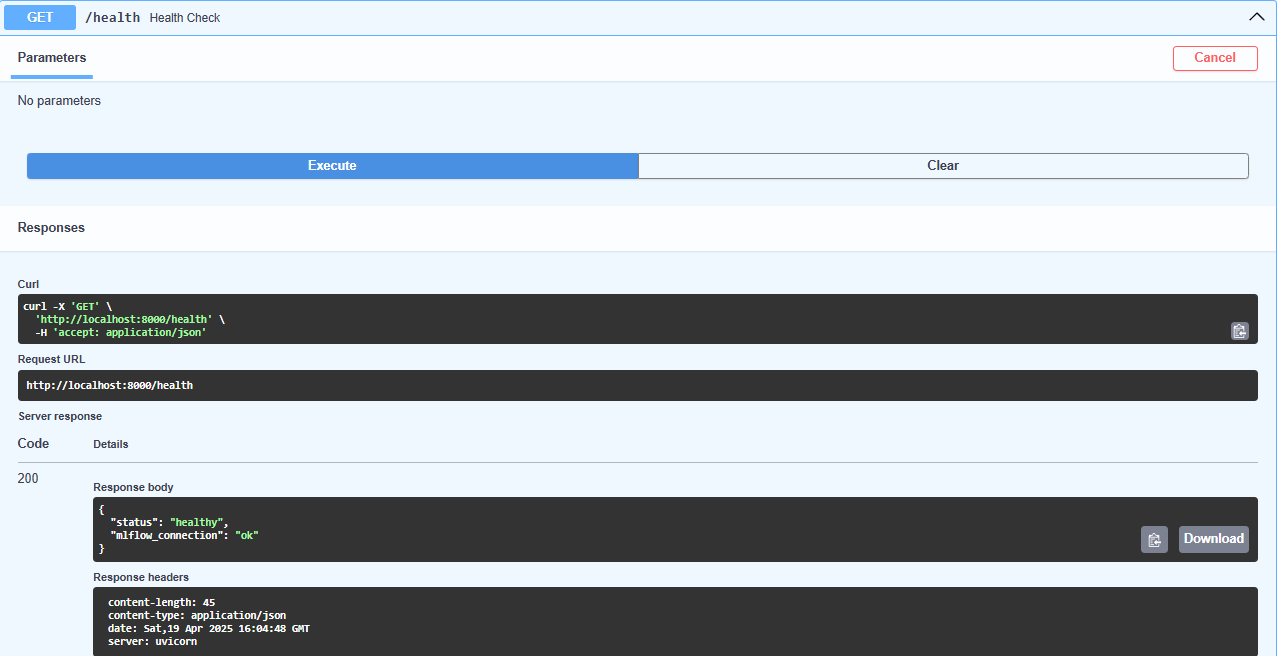 GET /health Health Check
Parameters
Cancel
No parameters
Execute
Clear
Responses
Curl
curl -X 'GET' \
  'http://localhost:8000/health' \
  -H 'accept: application/json'
Request URL
http://localhost:8000/health
Server response
Code Details
200
Response body
{
  "status": "healthy",
  "mlflow_connection": "ok"
}
Download
Response headers
content-length: 45
content-type: application/json
date: Sat,19 Apr 2025 16:04:48 GMT
server: uvicorn